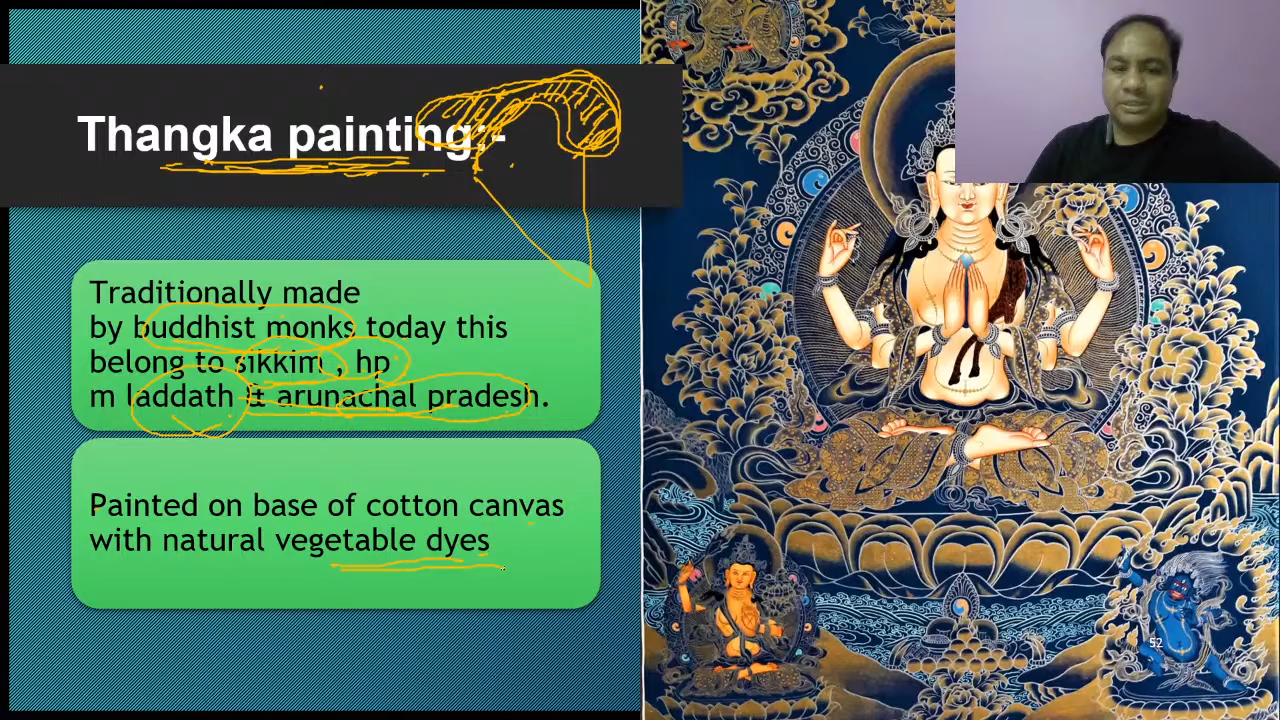 Thangka painting:-
Traditionally made
by buddhist monks today this
belong to sikkim , hp
m laddath & arunachal pradesh.
Painted on base of cotton canvas
with natural vegetable dyes
52